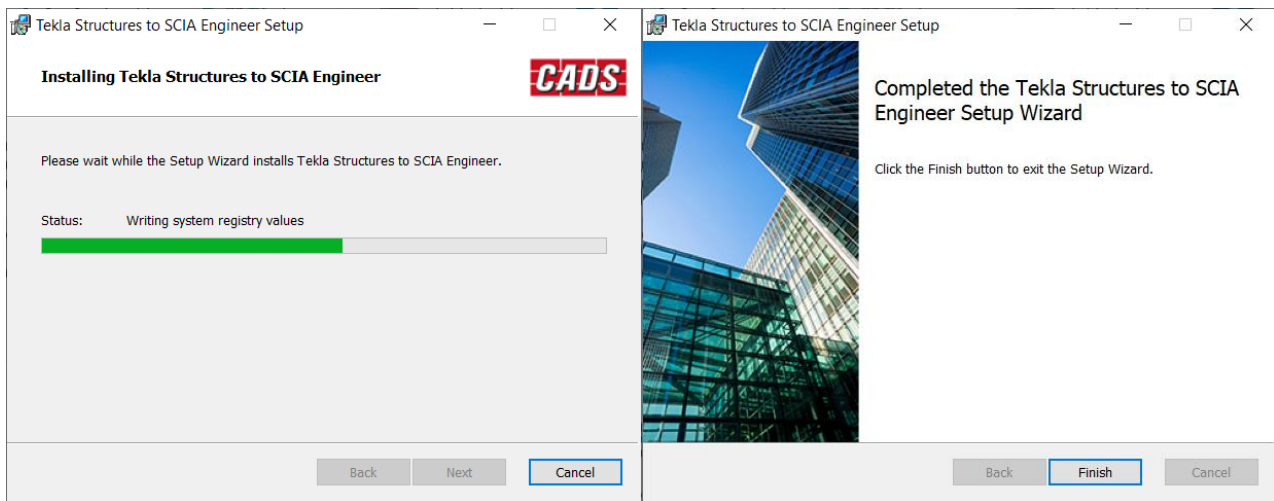 Tekla Structures to SCIA Engineer Setup
Installing Tekla Structures to SCIA Engineer
CADS
Please wait while the Setup Wizard installs Tekla Structures to SCIA Engineer.
Status: Writing system registry values
Back Next Cancel
Tekla Structures to SCIA Engineer Setup
Completed the Tekla Structures to SCIA
Engineer Setup Wizard
Click the Finish button to exit the Setup Wizard.
Back Finish Cancel